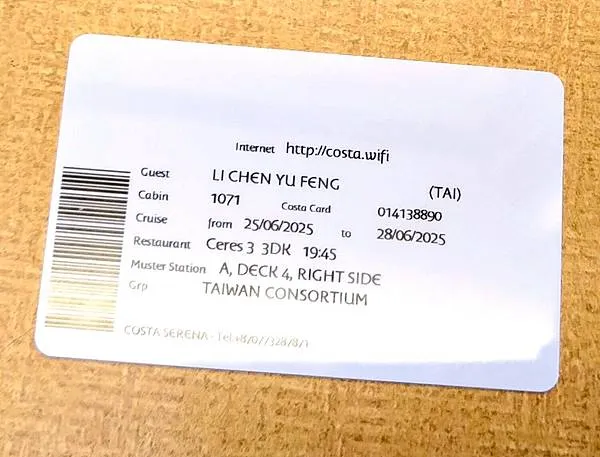 Internet http://costa.wifi
Guest LI CHEN YU FENG (TAI)
Cabin 1071 Costa Card 014138890
Cruise from 25/06/2025 to 28/06/2025
Restaurant Ceres 3 3DK 19:45
Muster Station A, DECK 4, RIGHT SIDE
Grp TAIWAN CONSORTIUM
COSTA SERENA - Tel